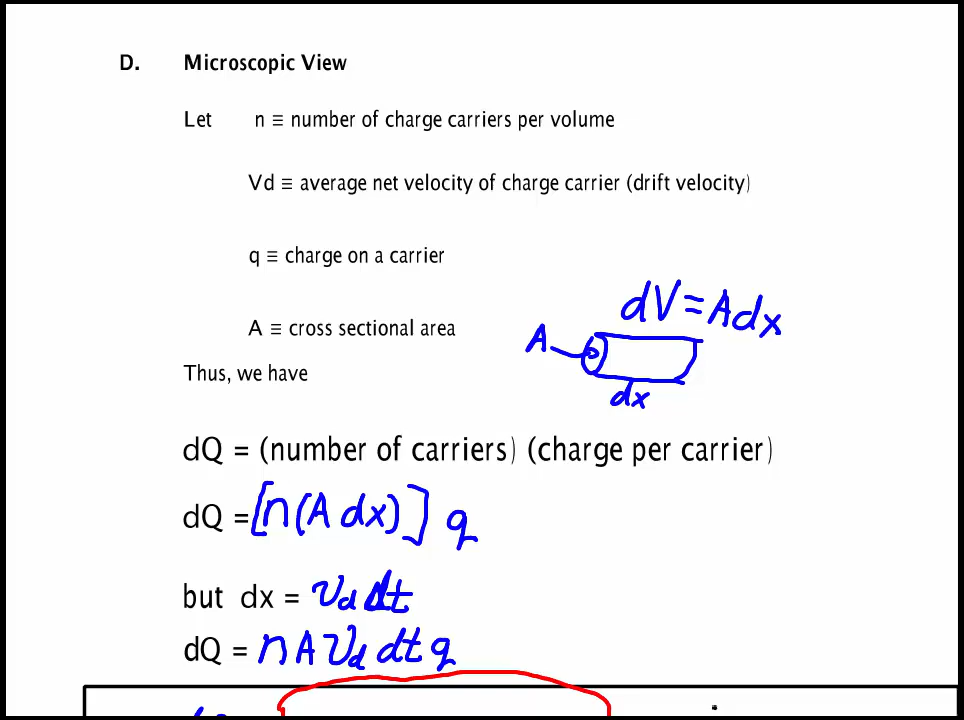 D. Microscopic View
Let n ≡ number of charge carriers per volume
Vd ≡ average net velocity of charge carrier (drift velocity)
q ≡ charge on a carrier
dV = A dx
A ≡ cross sectional area
A
dx
Thus, we have
dQ = (number of carriers) (charge per carrier)
dQ = [n(A dx)] q
but dx = vd dt
dQ = n A vd dt q